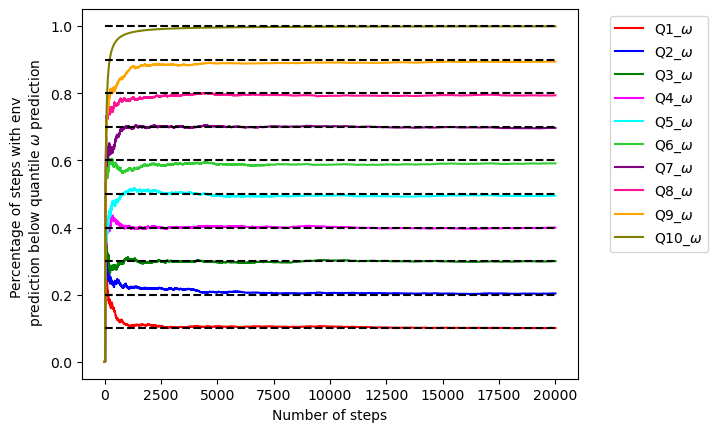 Percentage of steps with env
prediction below quantile ω prediction
1.0
0.8
0.6
0.4
0.2
0.0
0
2500
5000
7500
10000
12500
15000
17500
20000
Number of steps
Q1_ω
Q2_ω
Q3_ω
Q4_ω
Q5_ω
Q6_ω
Q7_ω
Q8_ω
Q9_ω
Q10_ω